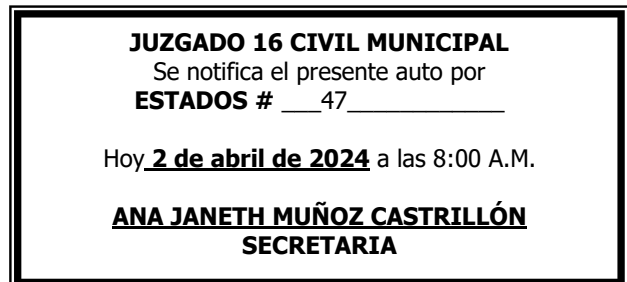 JUZGADO 16 CIVIL MUNICIPAL
Se notifica el presente auto por
ESTADOS # ___47____________
Hoy 2 de abril de 2024 a las 8:00 A.M.
ANA JANETH MUÑOZ CASTRILLÓN
SECRETARIA